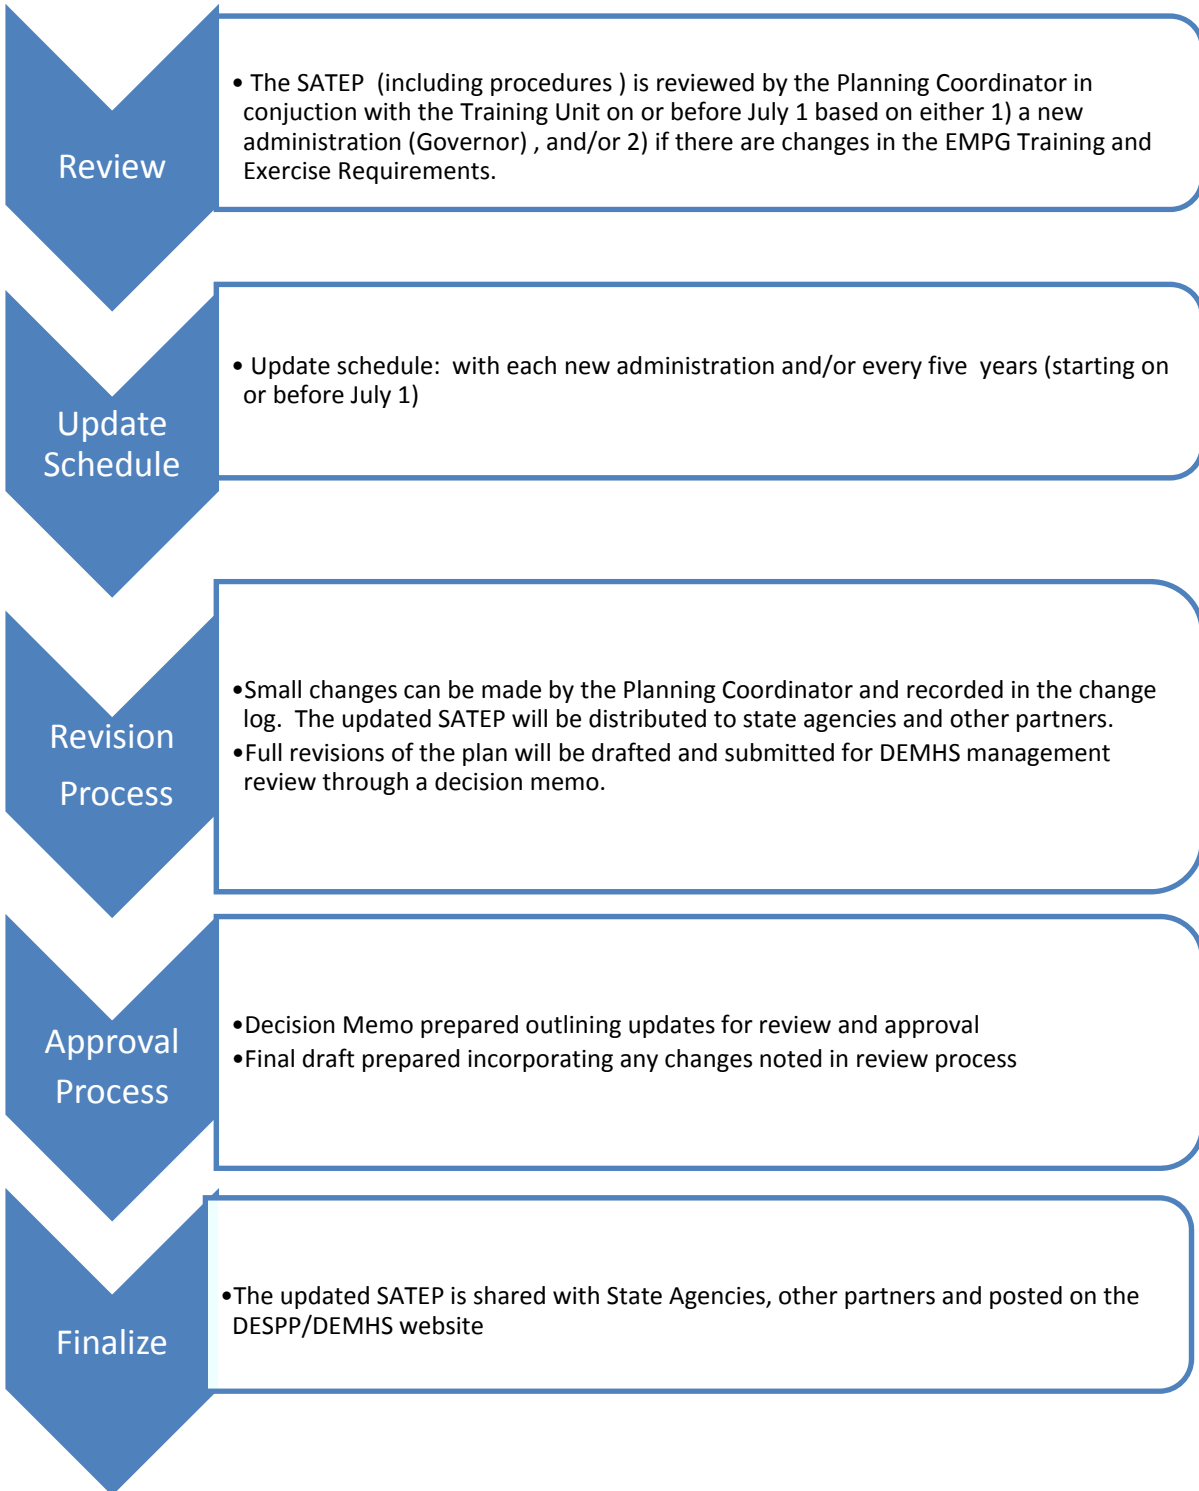 Review
• The SATEP (including procedures ) is reviewed by the Planning Coordinator in
conjuction with the Training Unit on or before July 1 based on either 1) a new
administration (Governor) , and/or 2) if there are changes in the EMPG Training and
Exercise Requirements.
Update
Schedule
• Update schedule: with each new administration and/or every five years (starting on
or before July 1)
Revision
Process
•Small changes can be made by the Planning Coordinator and recorded in the change
log. The updated SATEP will be distributed to state agencies and other partners.
•Full revisions of the plan will be drafted and submitted for DEMHS management
review through a decision memo.
Approval
Process
•Decision Memo prepared outlining updates for review and approval
•Final draft prepared incorporating any changes noted in review process
Finalize
•The updated SATEP is shared with State Agencies, other partners and posted on the
DESPP/DEMHS website